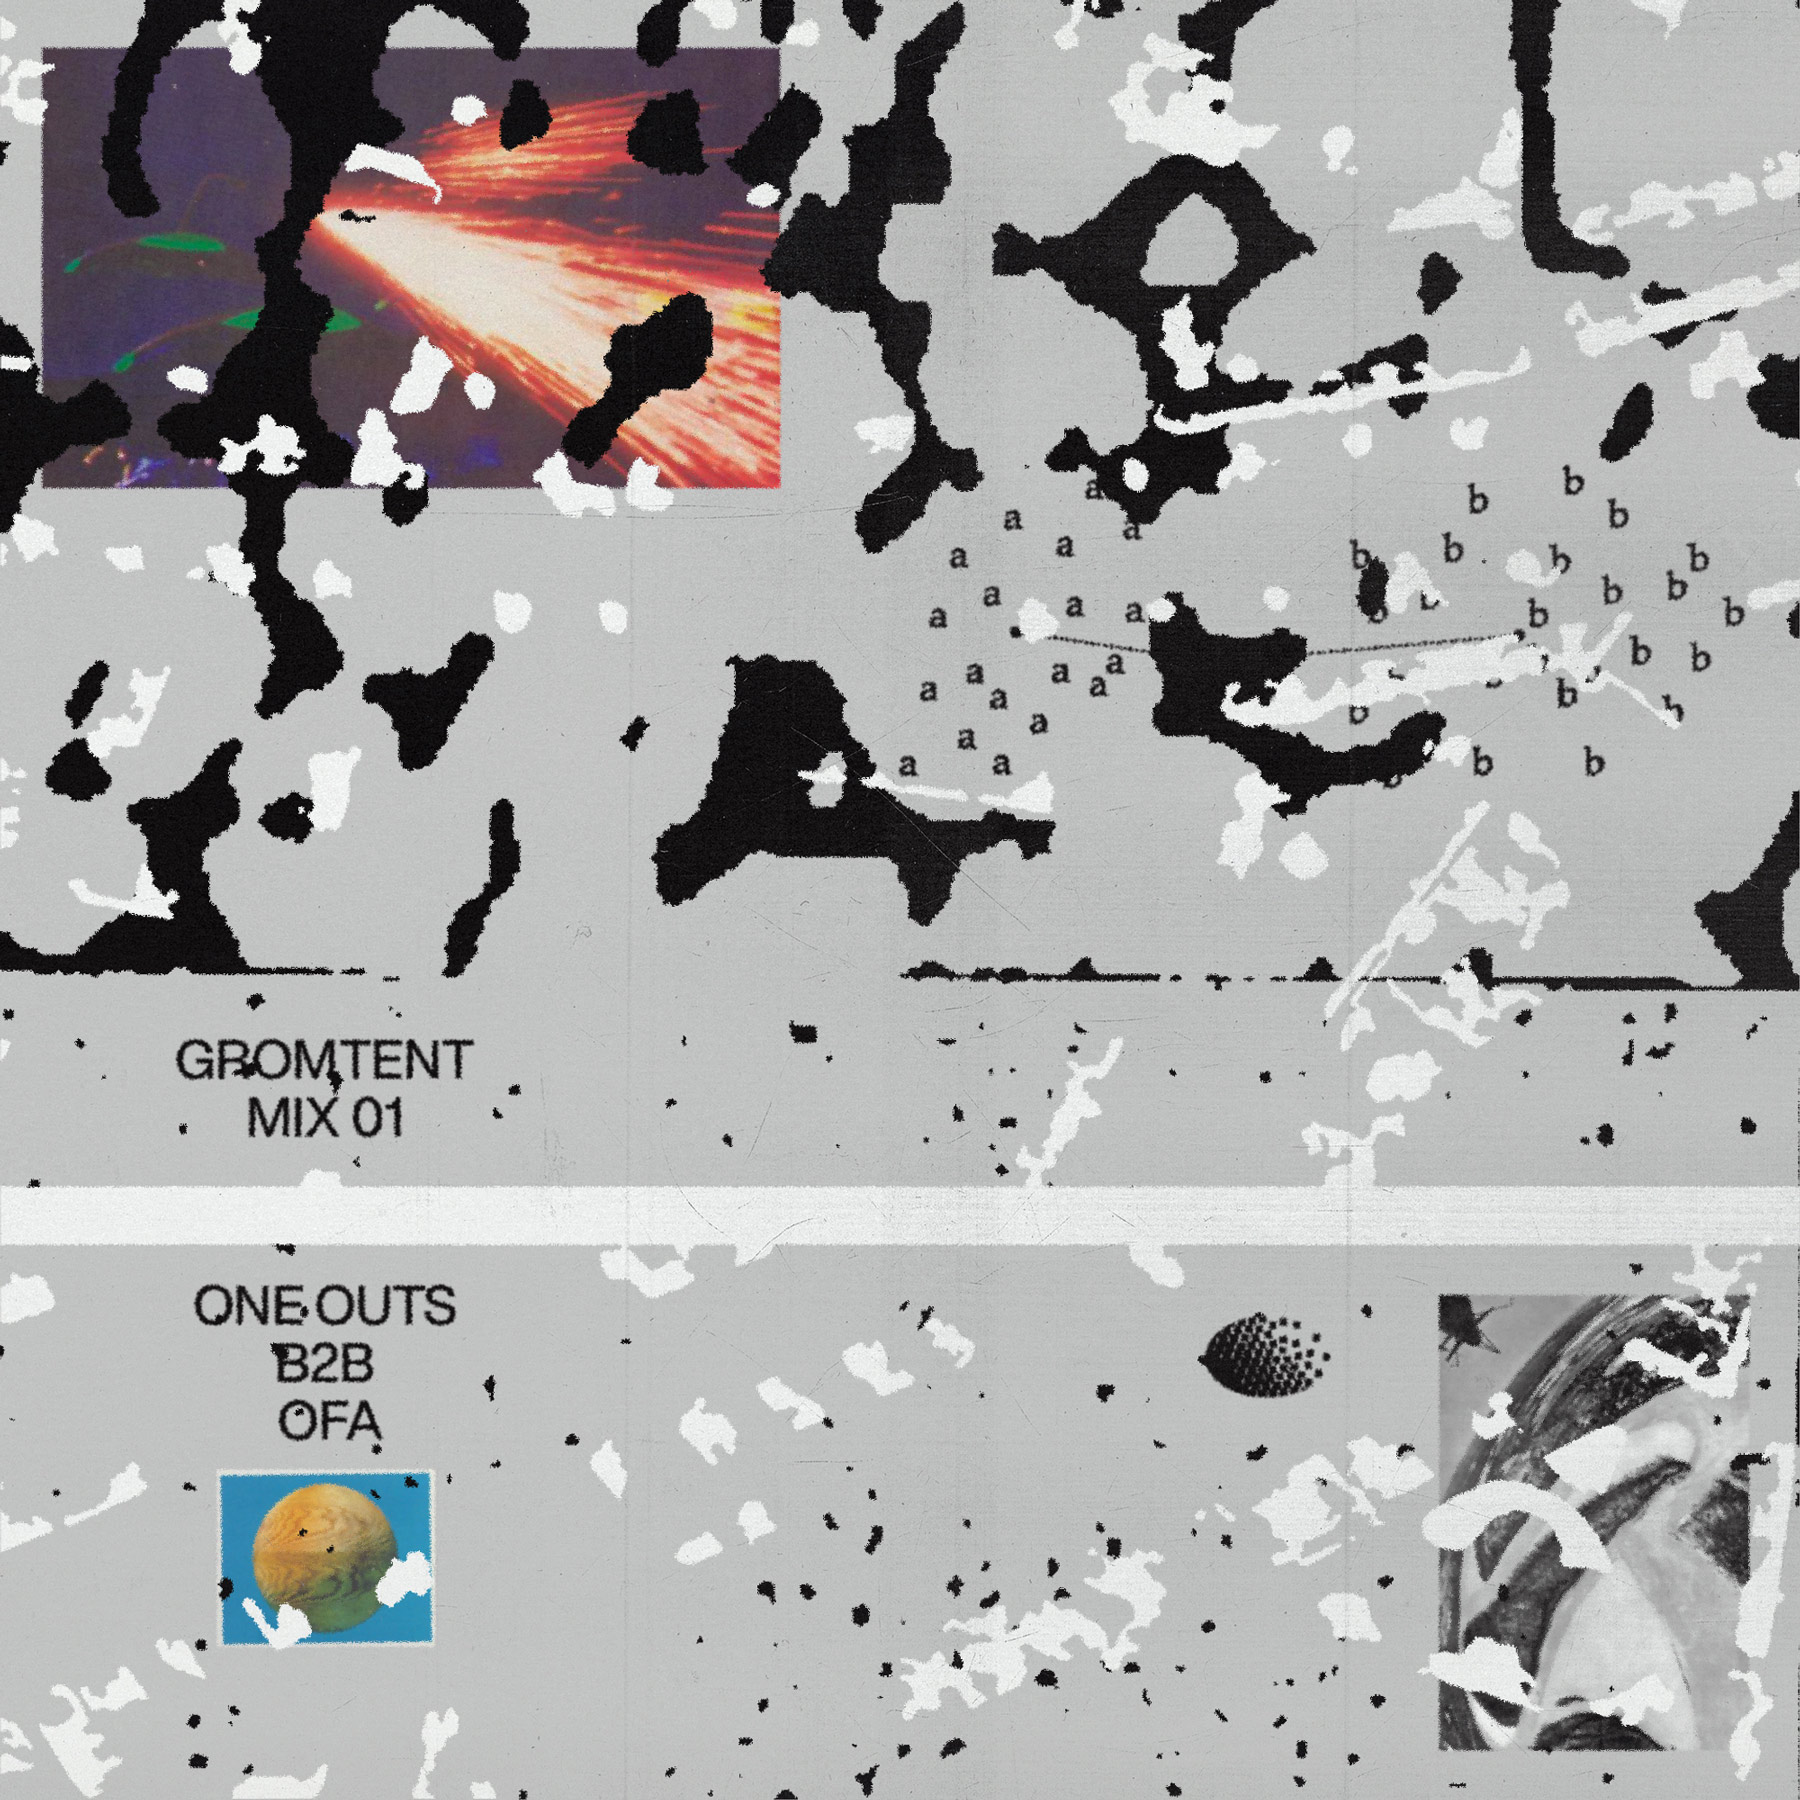 a b b
a a b
a a b b b b
a a a b b b
a b b
a a a b b
a a a b
a b b
a a a b b
GROMTENT
MIX 01
ONE OUTS
B2B
OFA